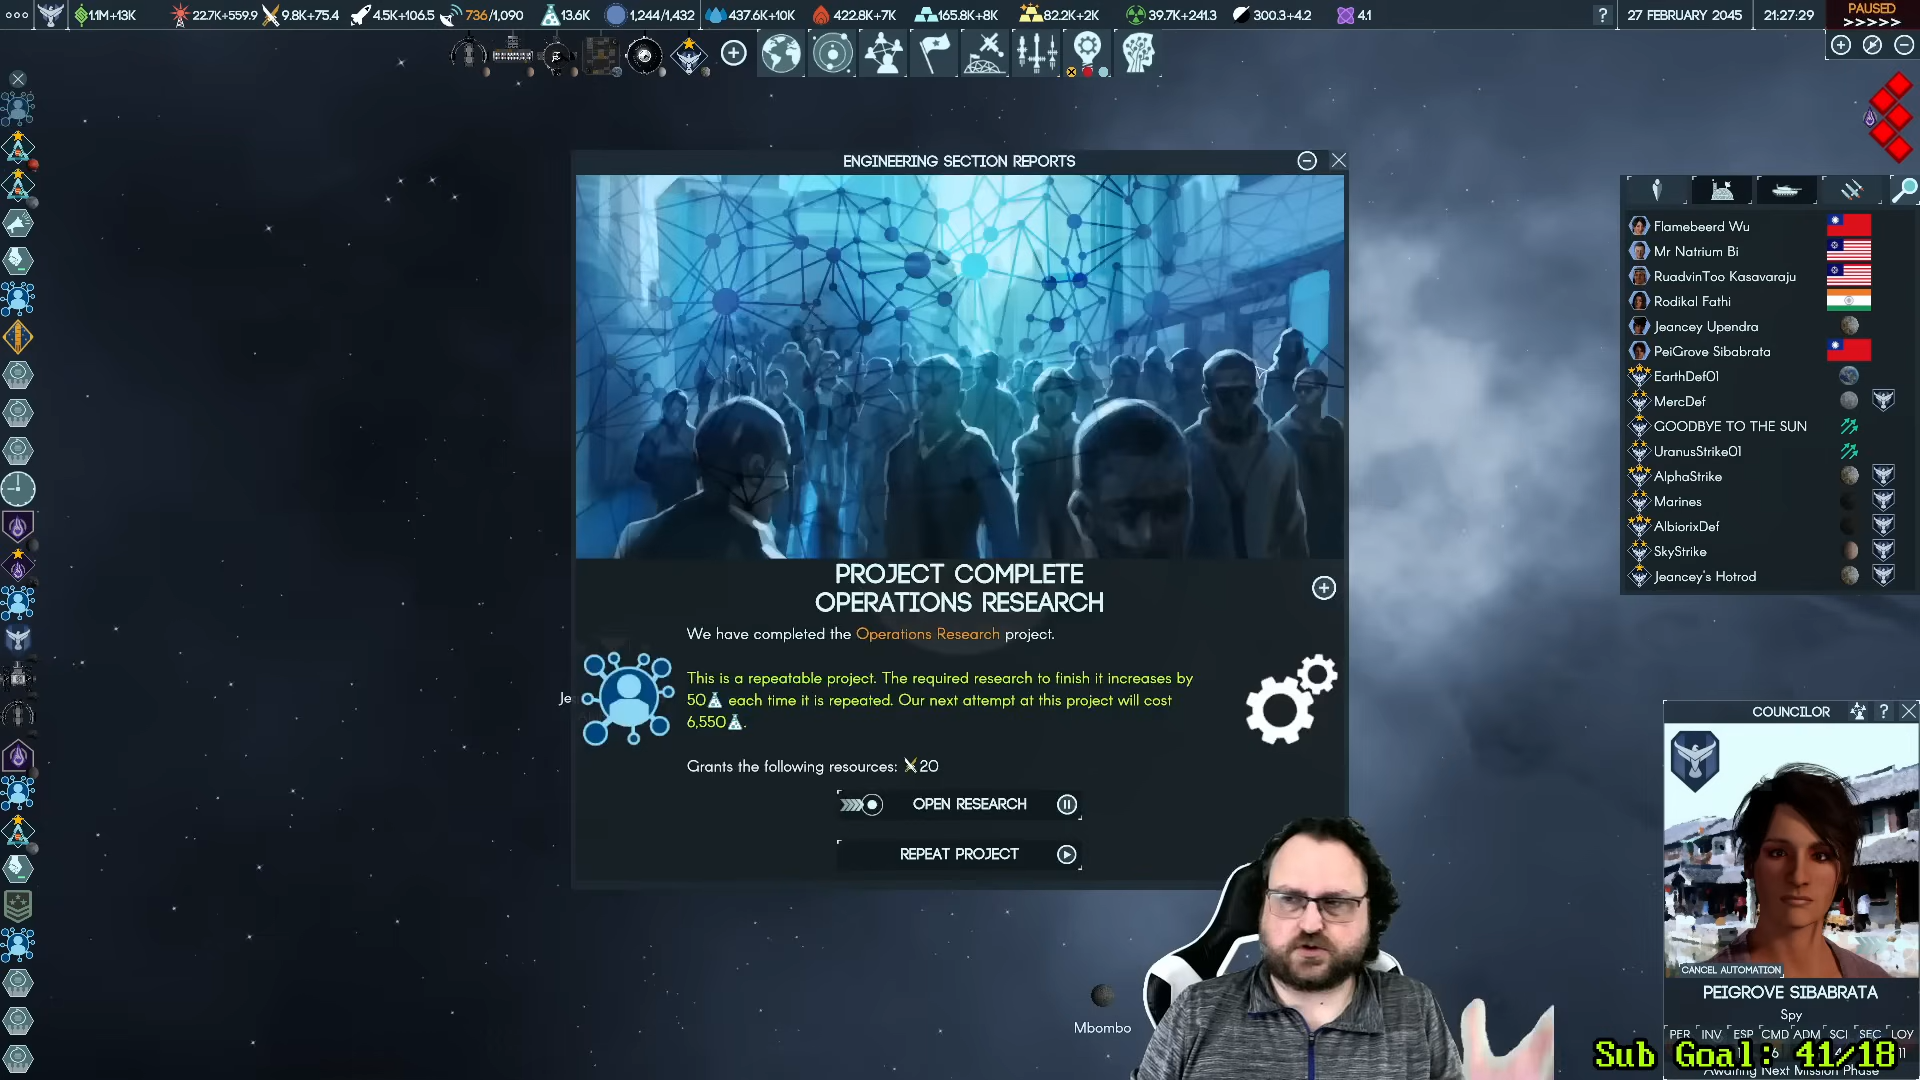 1.1M+13K
22.7K+559.9
9.8K+75.4
4.5K+106.5
736/1,090
13.6K
1,244/1,432
437.6K+10K
422.8K+7K
165.8K+8K
82.2K+2K
39.7K+241.3
300.3+4.2
4.1
?
27 FEBRUARY 2045
21:27:29
PAUSED
>>>>>
ENGINEERING SECTION REPORTS
PROJECT COMPLETE
OPERATIONS RESEARCH
We have completed the Operations Research project.
This is a repeatable project. The required research to finish it increases by
50 each time it is repeated. Our next attempt at this project will cost
6,550.
Grants the following resources: 20
OPEN RESEARCH
REPEAT PROJECT
Je
Mbombo
Flamebeerd Wu
Mr Natrium Bi
RuadvinToo Kasavaraju
Rodikal Fathi
Jeancey Upendra
PeiGrove Sibabrata
EarthDef01
MercDef
GOODBYE TO THE SUN
UranusStrike01
AlphaStrike
Marines
AlbiorixDef
SkyStrike
Jeancey's Hotrod
COUNCILOR
?
CANCEL AUTOMATION
PEIGROVE SIBABRATA
Spy
PER INV ESP CMD ADM SCI SEC LOY
Sub Goal: 41/18
Awaiting Next Mission Phase